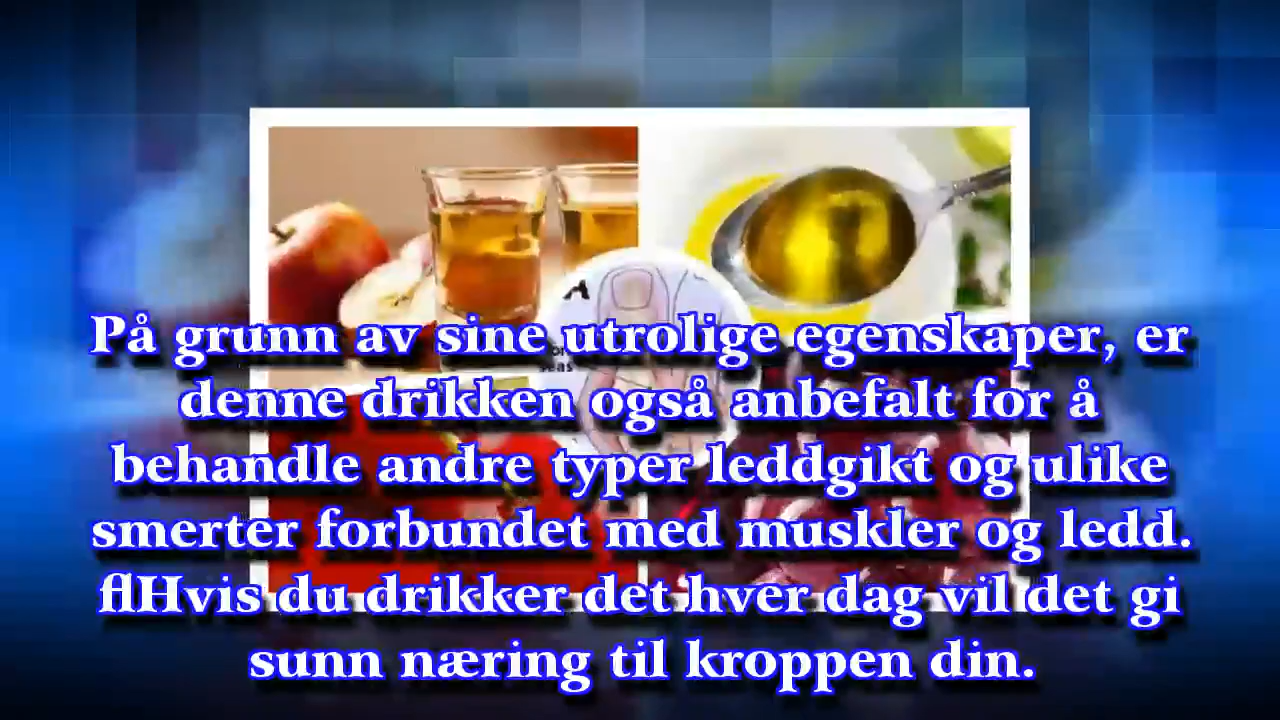 På grunn av sine utrolige egenskaper, er
denne drikken også anbefalt for å
behandle andre typer leddgikt og ulike
smerter forbundet med muskler og ledd.
flHvis du drikker det hver dag vil det gi
sunn næring til kroppen din.